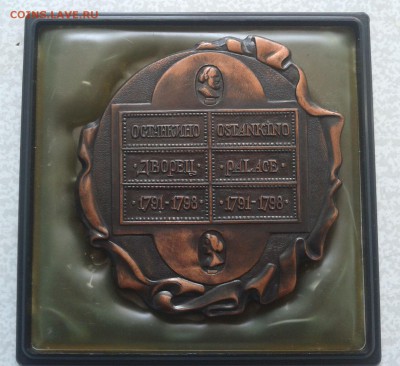 COINS.LAVE.RU
ОСТАНКИНО OSTANKINO
ДВОРЕЦ PALACE
1791-1798 1791-1798